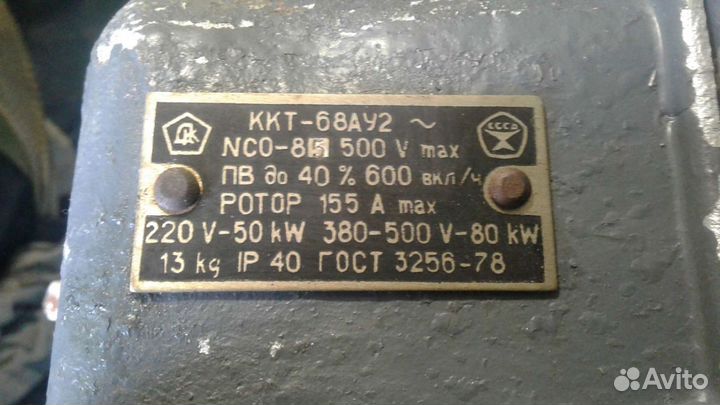 ККТ-68АУ2 ~
NCO-85 500 V max
ПВ до 40 % 600 вкл/ч
РОТОР 155 А max
220 V-50 kW 380-500 V-80 kW
13 kg IP 40 ГОСТ 3256-78
СССР
Avito